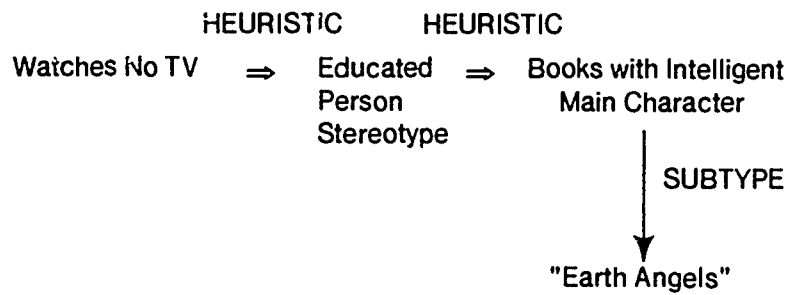 HEURISTIC HEURISTIC
Watches No TV ⇒ Educated Person Stereotype ⇒ Books with Intelligent Main Character
SUBTYPE
"Earth Angels"